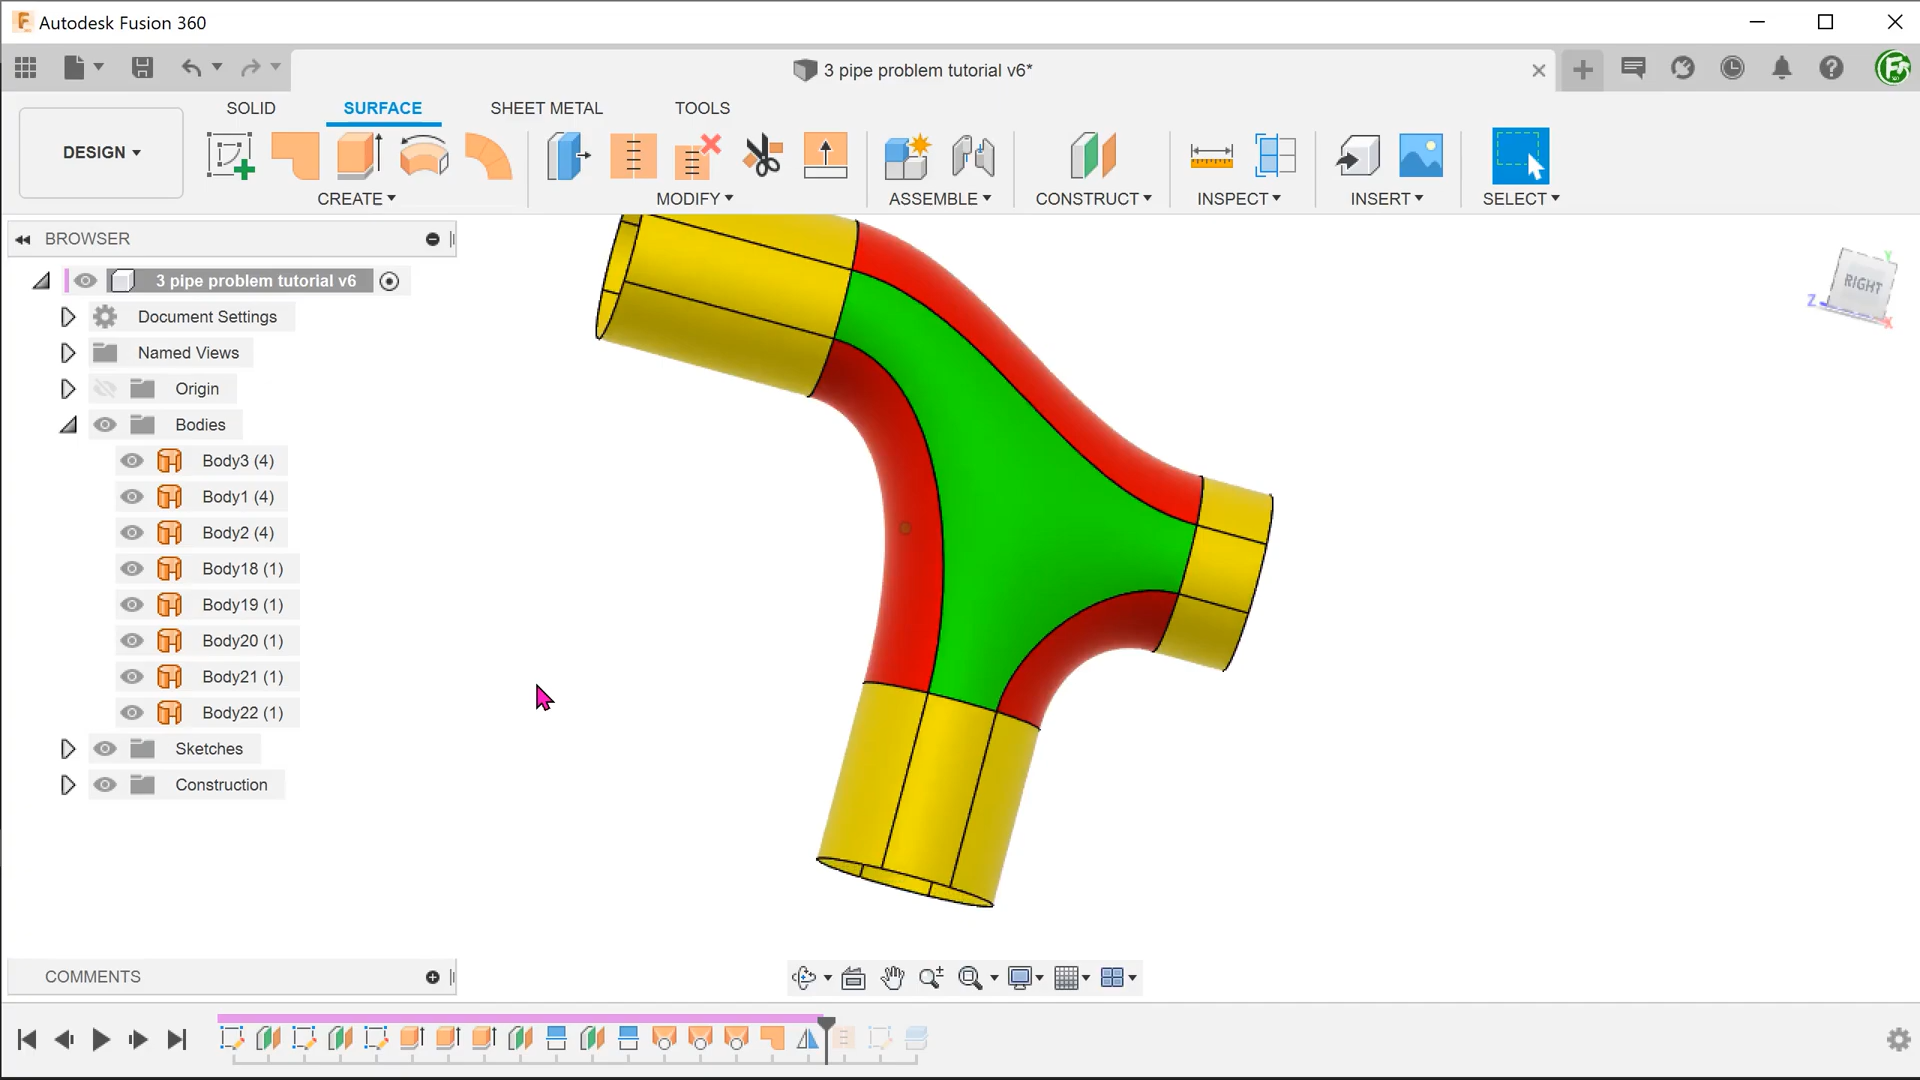 Autodesk Fusion 360
3 pipe problem tutorial v6*
SOLID SURFACE SHEET METAL TOOLS
DESIGN
CREATE MODIFY ASSEMBLE CONSTRUCT INSPECT INSERT SELECT
BROWSER
3 pipe problem tutorial v6
Document Settings
Named Views
Origin
Bodies
Body3 (4)
Body1 (4)
Body2 (4)
Body18 (1)
Body19 (1)
Body20 (1)
Body21 (1)
Body22 (1)
Sketches
Construction
Y
RIGHT
Z
X
COMMENTS